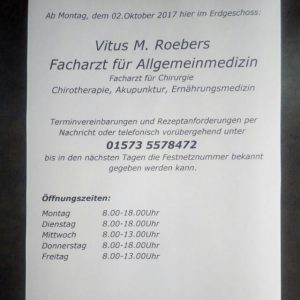 Ab Montag, dem 02.Oktober 2017 hier im Erdgeschoss:
Vitus M. Roebers
Facharzt für Allgemeinmedizin
Facharzt für Chirurgie
Chirotherapie, Akupunktur, Ernährungsmedizin
Terminvereinbarungen und Rezeptanforderungen per
Nachricht oder telefonisch vorübergehend unter
01573 5578472
bis in den nächsten Tagen die Festnetznummer bekannt
gegeben werden kann.
Öffnungszeiten:
Montag 8.00-18.00Uhr
Dienstag 8.00-18.00Uhr
Mittwoch 8.00-13.00Uhr
Donnerstag 8.00-18.00Uhr
Freitag 8.00-13.00Uhr